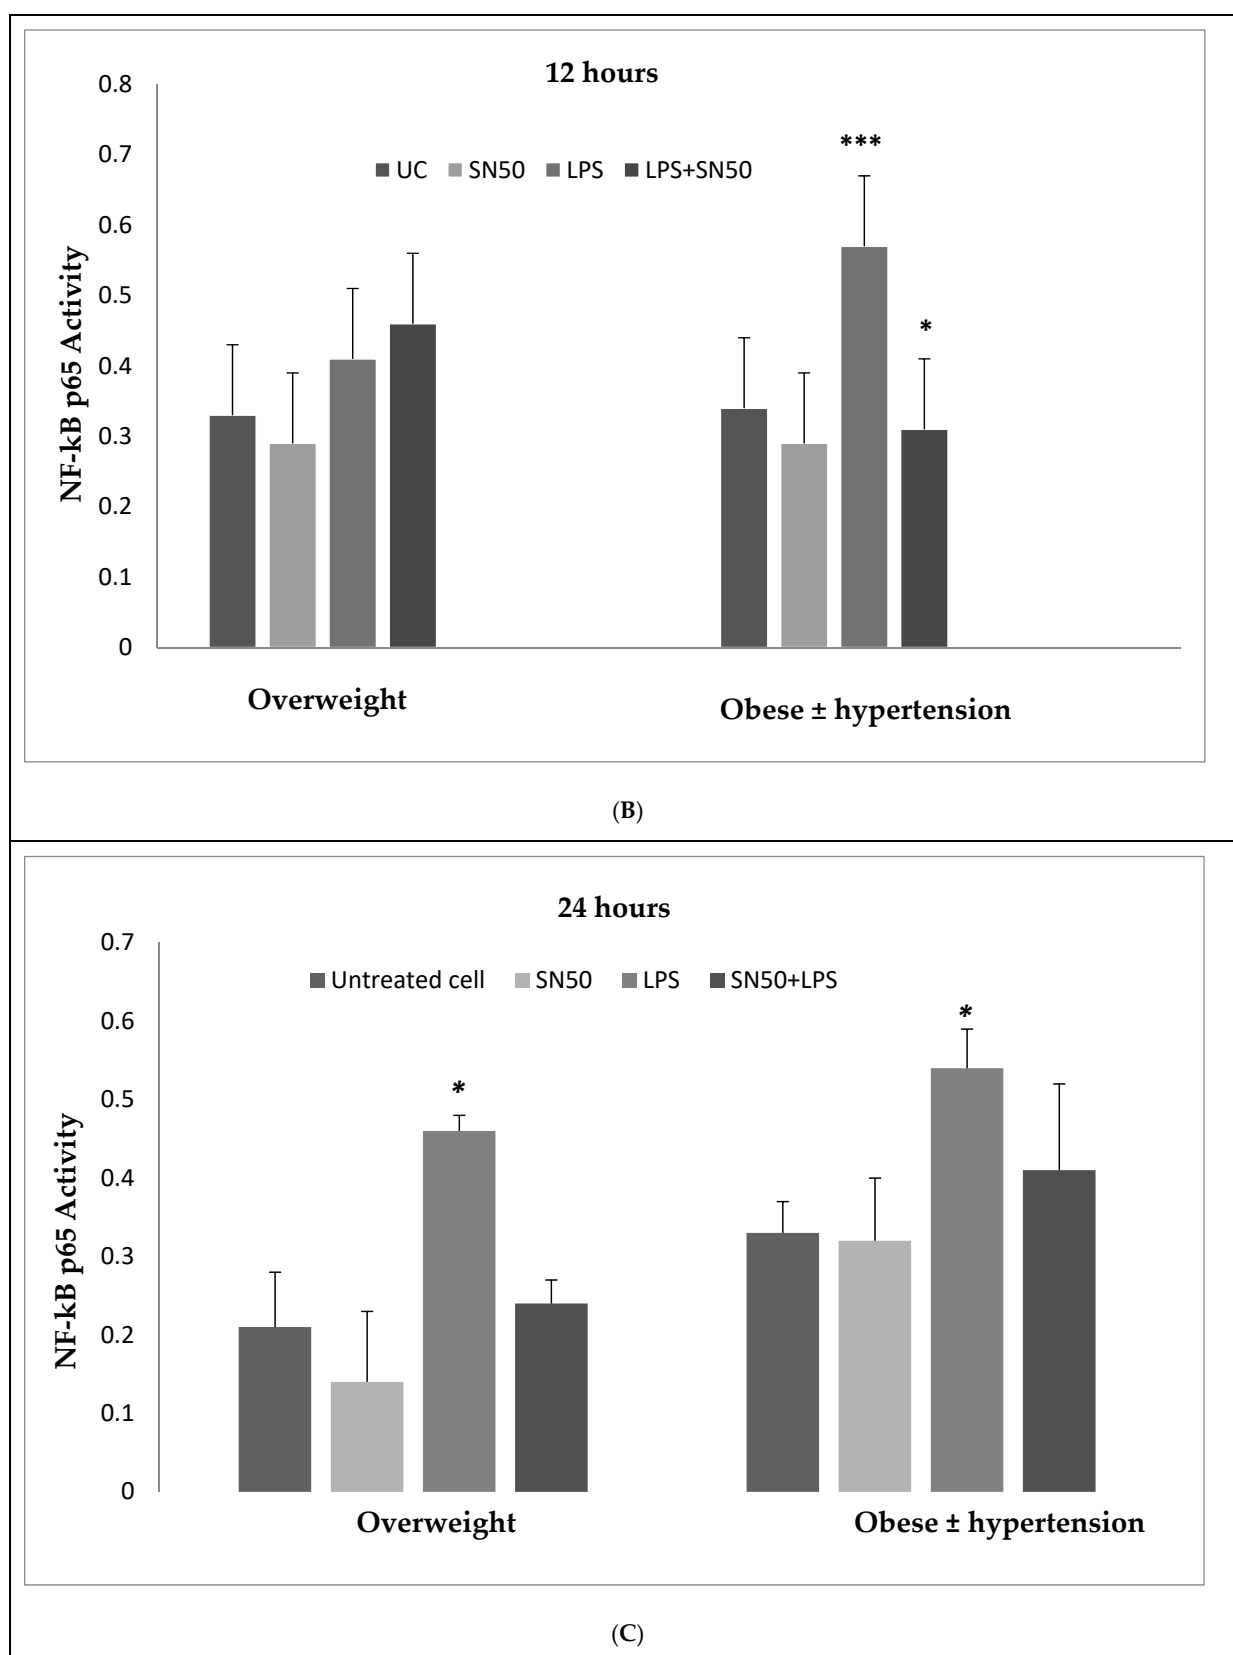 12 hours
0.8
0.7
0.6
0.5
0.4
0.3
0.2
0.1
0
NF-kB p65 Activity
UC SN50 LPS LPS+SN50
***
*
Overweight
Obese ± hypertension
(B)
24 hours
0.7
0.6
0.5
0.4
0.3
0.2
0.1
0
NF-kB p65 Activity
Untreated cell SN50 LPS SN50+LPS
*
*
Overweight
Obese ± hypertension
(C)